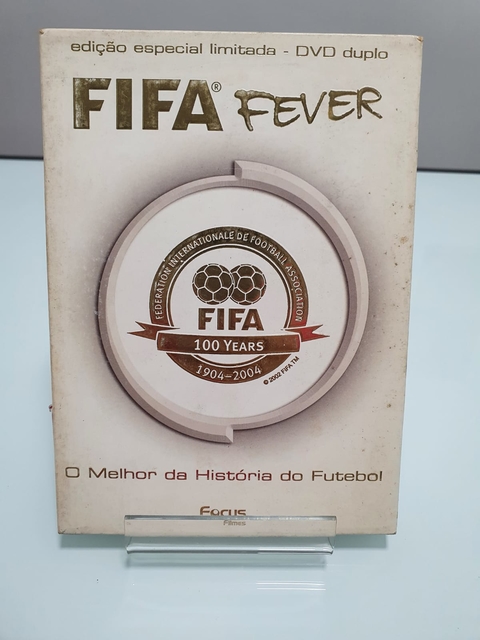 edição especial limitada - DVD duplo
FIFA® FEVER
FEDERATION INTERNATIONALE DE FOOTBALL ASSOCIATION
FIFA
100 YEARS
1904–2004
© 2002 FIFA TM
O Melhor da História do Futebol
Focus
Filmes